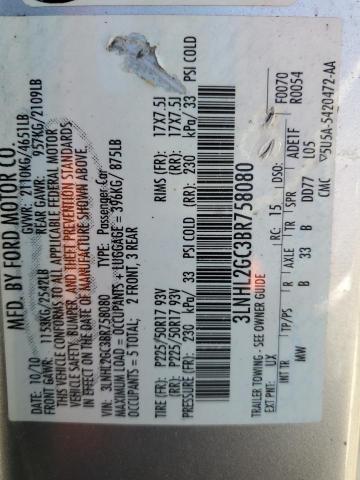 MFD. BY FORD MOTOR CO.
DATE: 10/10 GVWR: 2110KG/4651LB
FRONT GAWR: 1153KG/2542LB REAR GAWR: 957KG/2109LB
THIS VEHICLE CONFORMS TO ALL APPLICABLE FEDERAL MOTOR
VEHICLE SAFETY, BUMPER, AND THEFT PREVENTION STANDARDS
IN EFFECT ON THE DATE OF MANUFACTURE SHOWN ABOVE.
VIN: 3LNHL2GC3BR758080 TYPE: Passenger Car
MAXIMUM LOAD = OCCUPANTS + LUGGAGE = 396KG/ 875LB
OCCUPANTS = 5 TOTAL; 2 FRONT, 3 REAR
TIRE (FR): P225/50R17 93V RIMS (FR): 17X7.5J
TIRE (RR): P225/50R17 93V RIMS (RR): 17X7.5J
PRESSURE (FR): 230 kPa/ 33 PSI COLD (RR): 230 kPa/ 33 PSI COLD
3LNHL2GC3BR758080
TRAILER TOWING - SEE OWNER GUIDE F0070
R0054
EXT PNT: UX RC: 15 DSO: ADE1F
INT TR TP/PS R AXLE TR SPR
MW B 33 B DD77 105
CMC 5U5A-5420472-AA